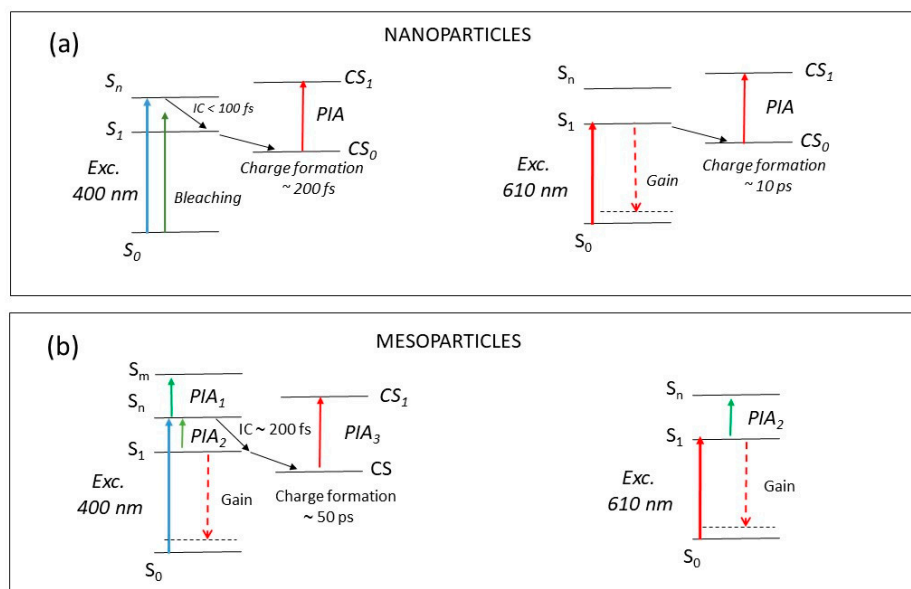 (a)
NANOPARTICLES
Sn
IC < 100 fs
S1
Exc.
400 nm
Bleaching
S0
CS1
PIA
CS0
Charge formation
~ 200 fs
Sn
S1
Exc.
610 nm
Gain
S0
CS1
PIA
CS0
Charge formation
~ 10 ps
(b)
MESOPARTICLES
Sm
PIA1
Sn
PIA2
IC ~ 200 fs
S1
Exc.
400 nm
Gain
S0
CS1
PIA3
CS
Charge formation
~ 50 ps
Sn
PIA2
S1
Exc.
610 nm
Gain
S0